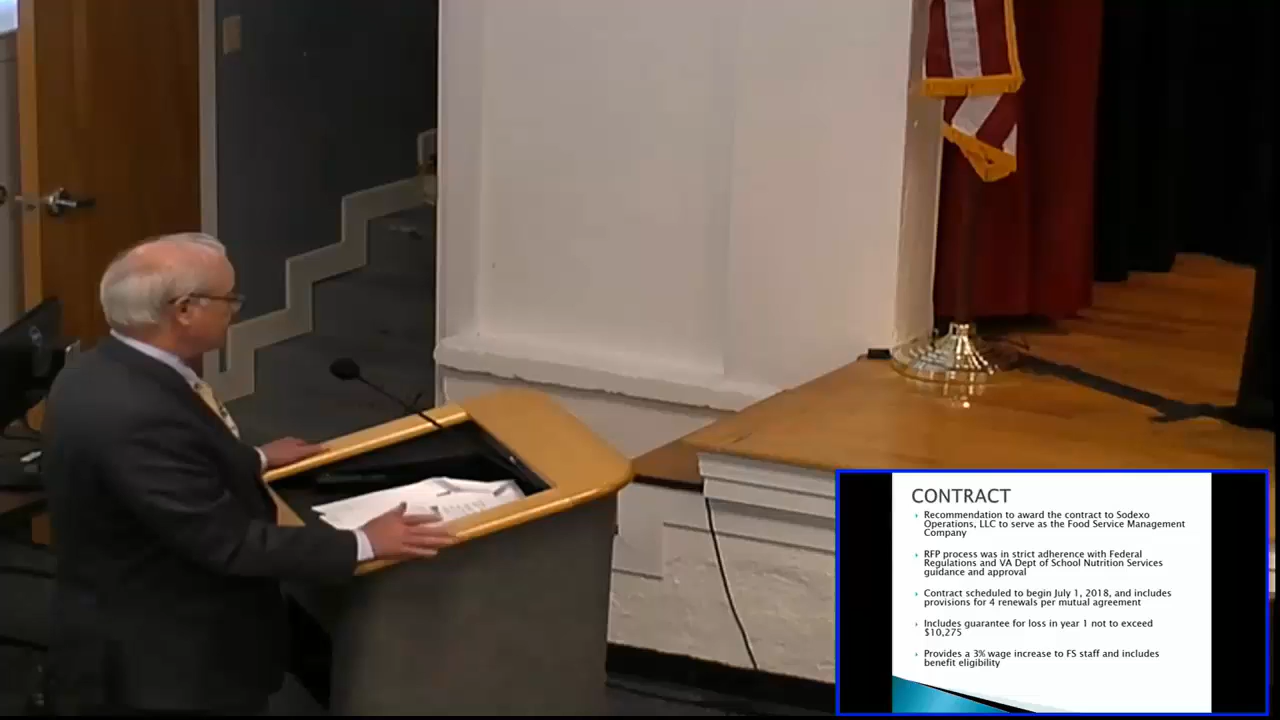 CONTRACT
Recommendation to award the contract to Sodexo
Operations, LLC to serve as the Food Service Management
Company
RFP process was in strict adherence with Federal
Regulations and VA Dept of School Nutrition Services
guidance and approval
Contract scheduled to begin July 1, 2018, and includes
provisions for 4 renewals per mutual agreement
Includes guarantee for loss in year 1 not to exceed
$10,275
Provides a 3% wage increase to FS staff and includes
benefit eligibility